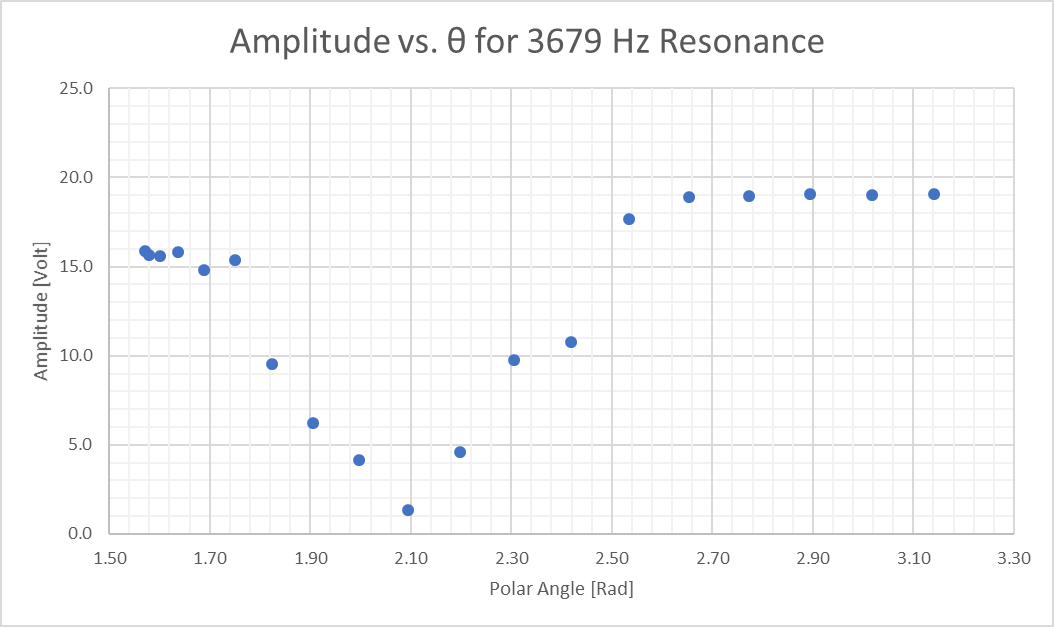 Amplitude vs. θ for 3679 Hz Resonance
25.0
20.0
15.0
10.0
5.0
0.0
Amplitude [Volt]
1.50 1.70 1.90 2.10 2.30 2.50 2.70 2.90 3.10 3.30
Polar Angle [Rad]